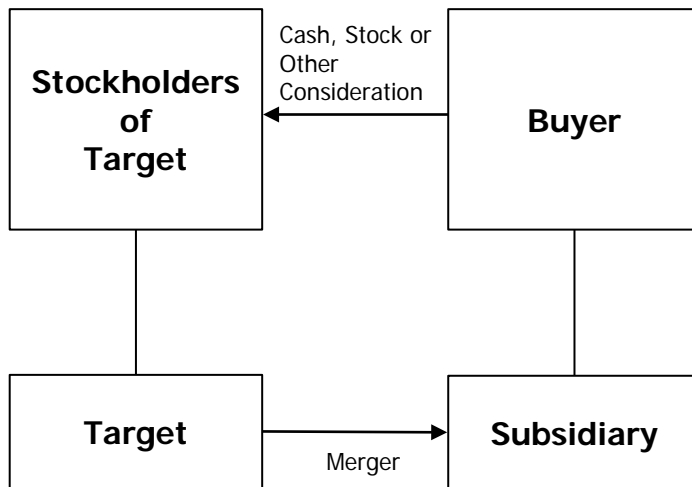 Stockholders
of
Target
Cash, Stock or
Other
Consideration
Buyer
Target
Merger
Subsidiary